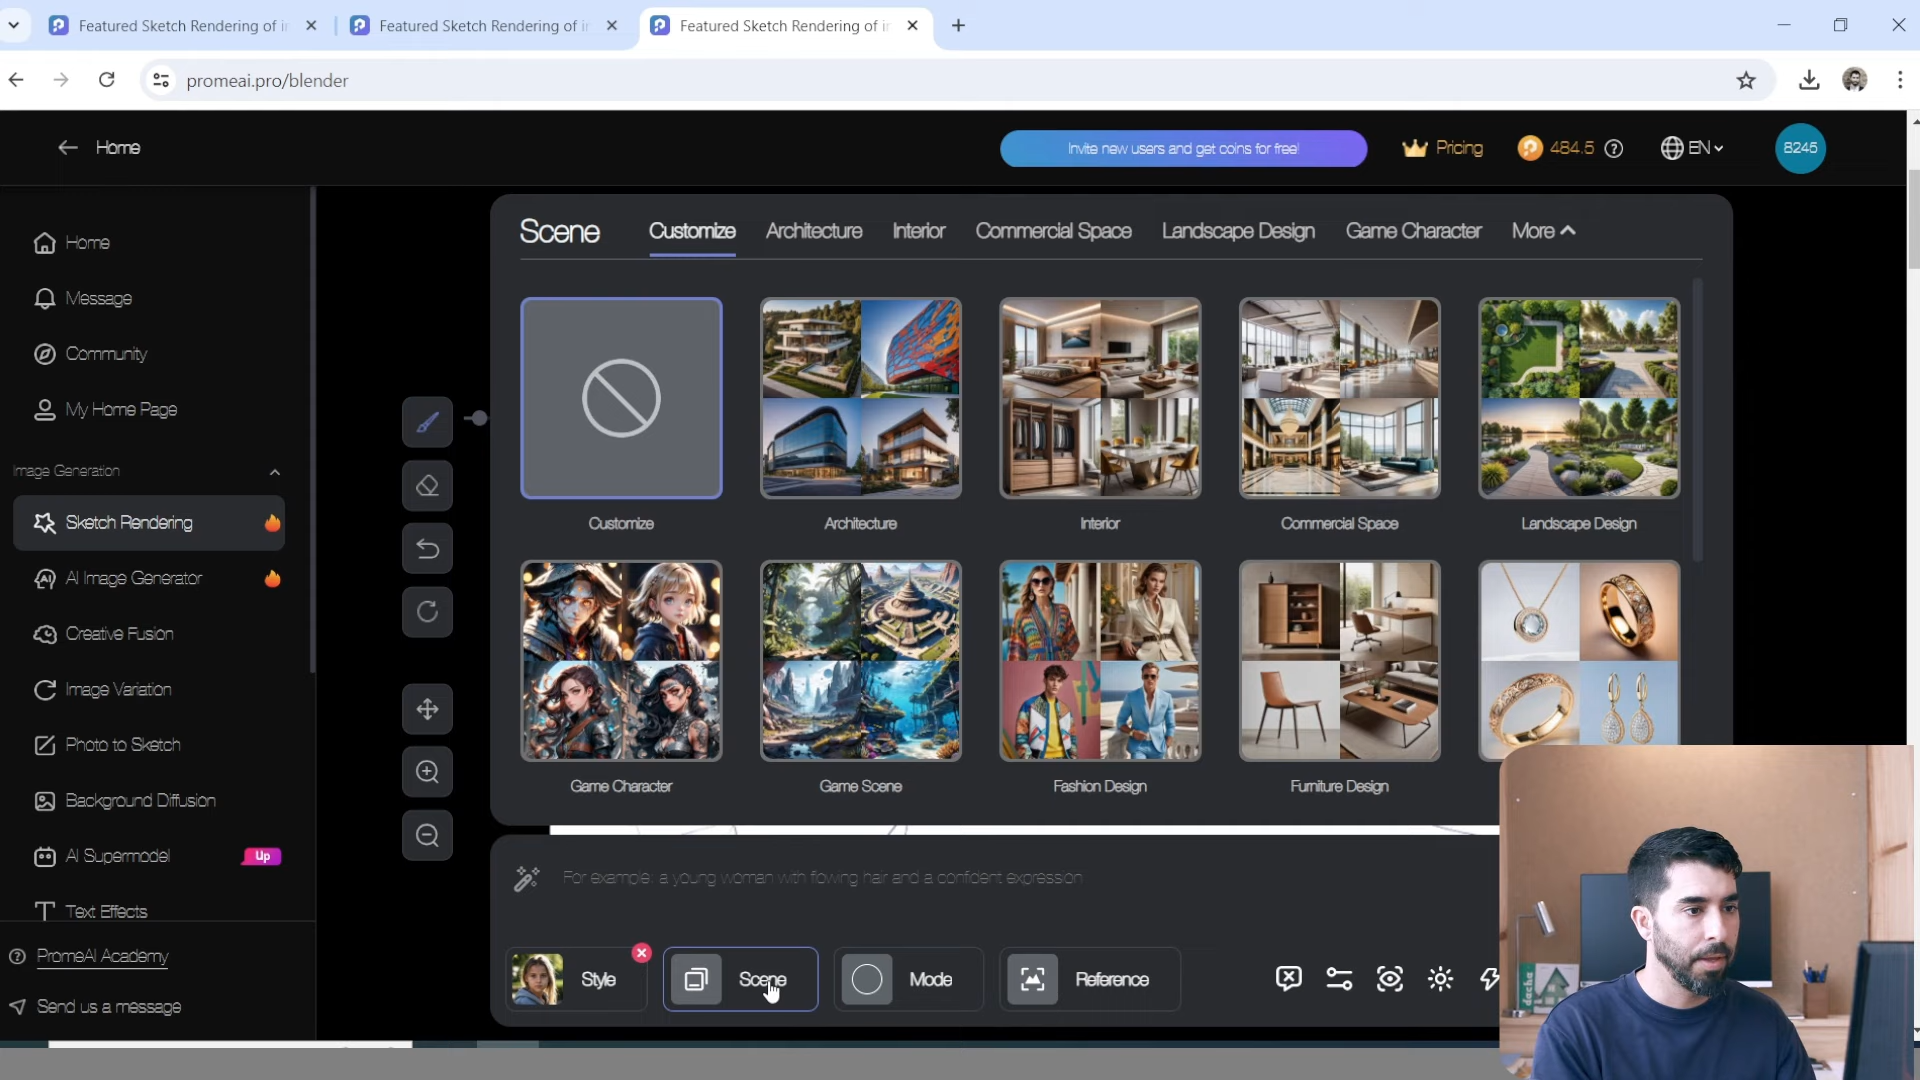 Featured Sketch Rendering of in
Featured Sketch Rendering of in
Featured Sketch Rendering of in
promeai.pro/blender
Home
Invite new users and get coins for free!
Pricing
484.5
EN
8245
Home
Message
Community
My Home Page
Image Generation
Sketch Rendering
AI Image Generator
Creative Fusion
Image Variation
Photo to Sketch
Background Diffusion
AI Supermodel
Up
Text Effects
PromeAI Academy
Send us a message
Scene
Customize
Architecture
Interior
Commercial Space
Landscape Design
Game Character
More
Customize
Architecture
Interior
Commercial Space
Landscape Design
Game Character
Game Scene
Fashion Design
Furniture Design
For example: a young woman with flowing hair and a confident expression
Style
Scene
Mode
Reference
dacha